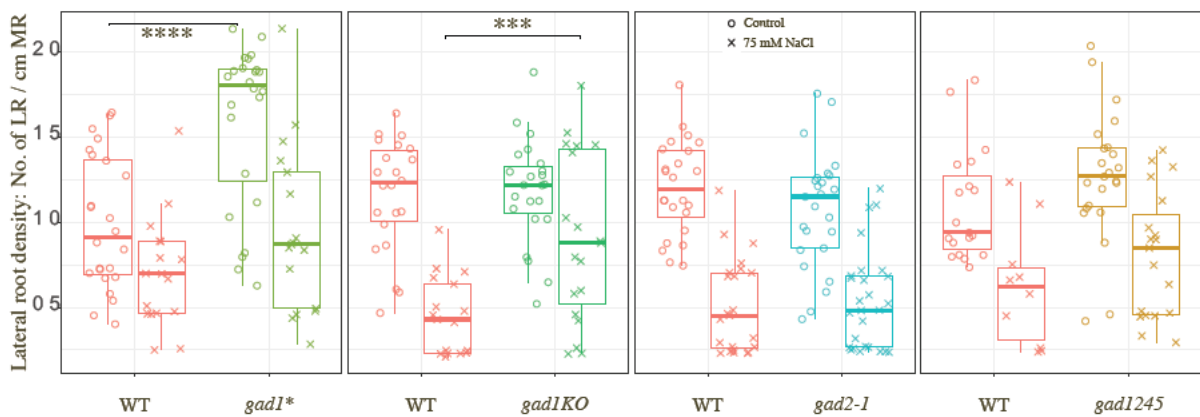 Lateral root density: No. of LR / cm MR
2 0
1 5
1 0
0 5
****
***
Control
75 mM NaCl
WT gad1* WT gad1KO WT gad2-1 WT gad1245